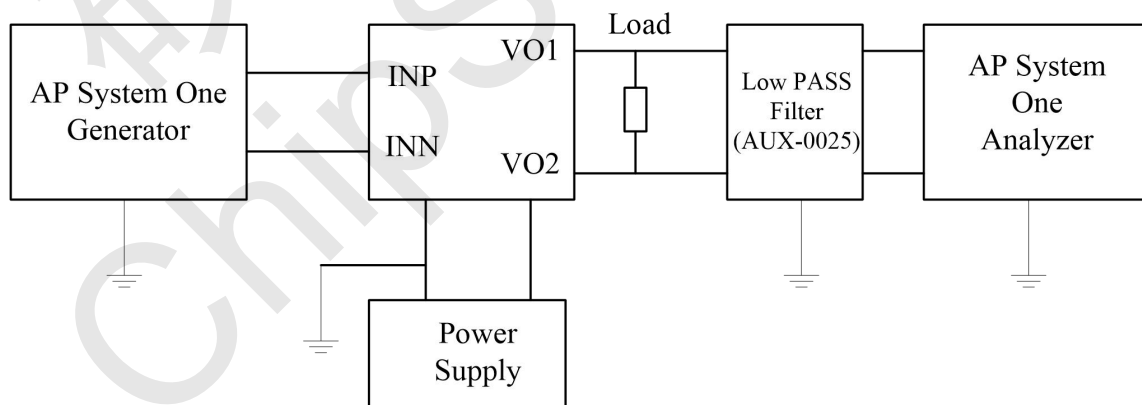 AP System One
Generator
INP
INN
VO1
VO2
Load
Low PASS
Filter
(AUX-0025)
AP System
One
Analyzer
Power
Supply
ChipS